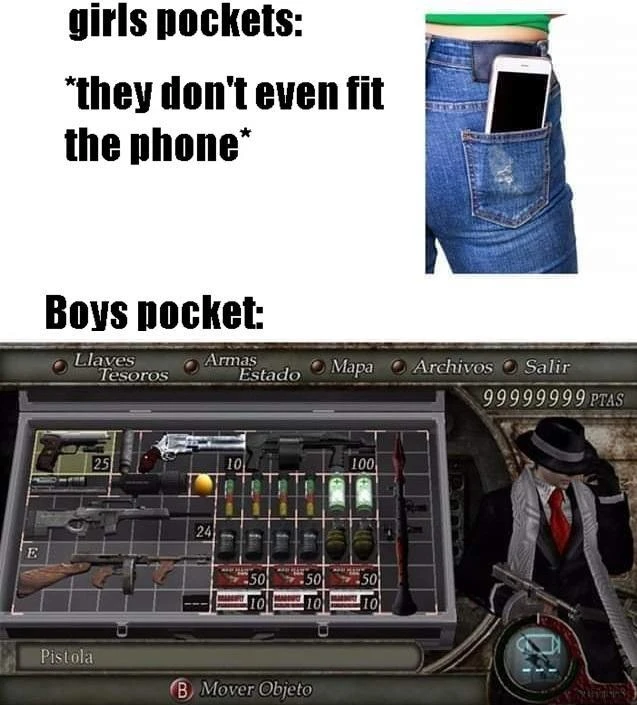 girls pockets:
*they don't even fit
the phone*
Boys pocket:
Llaves
Tesoros
Armas
Estado
Mapa
Archivos
Salir
99999999 PTAS
25
10
100
24
E
50
50
50
10
10
10
Pistola
B Mover Objeto